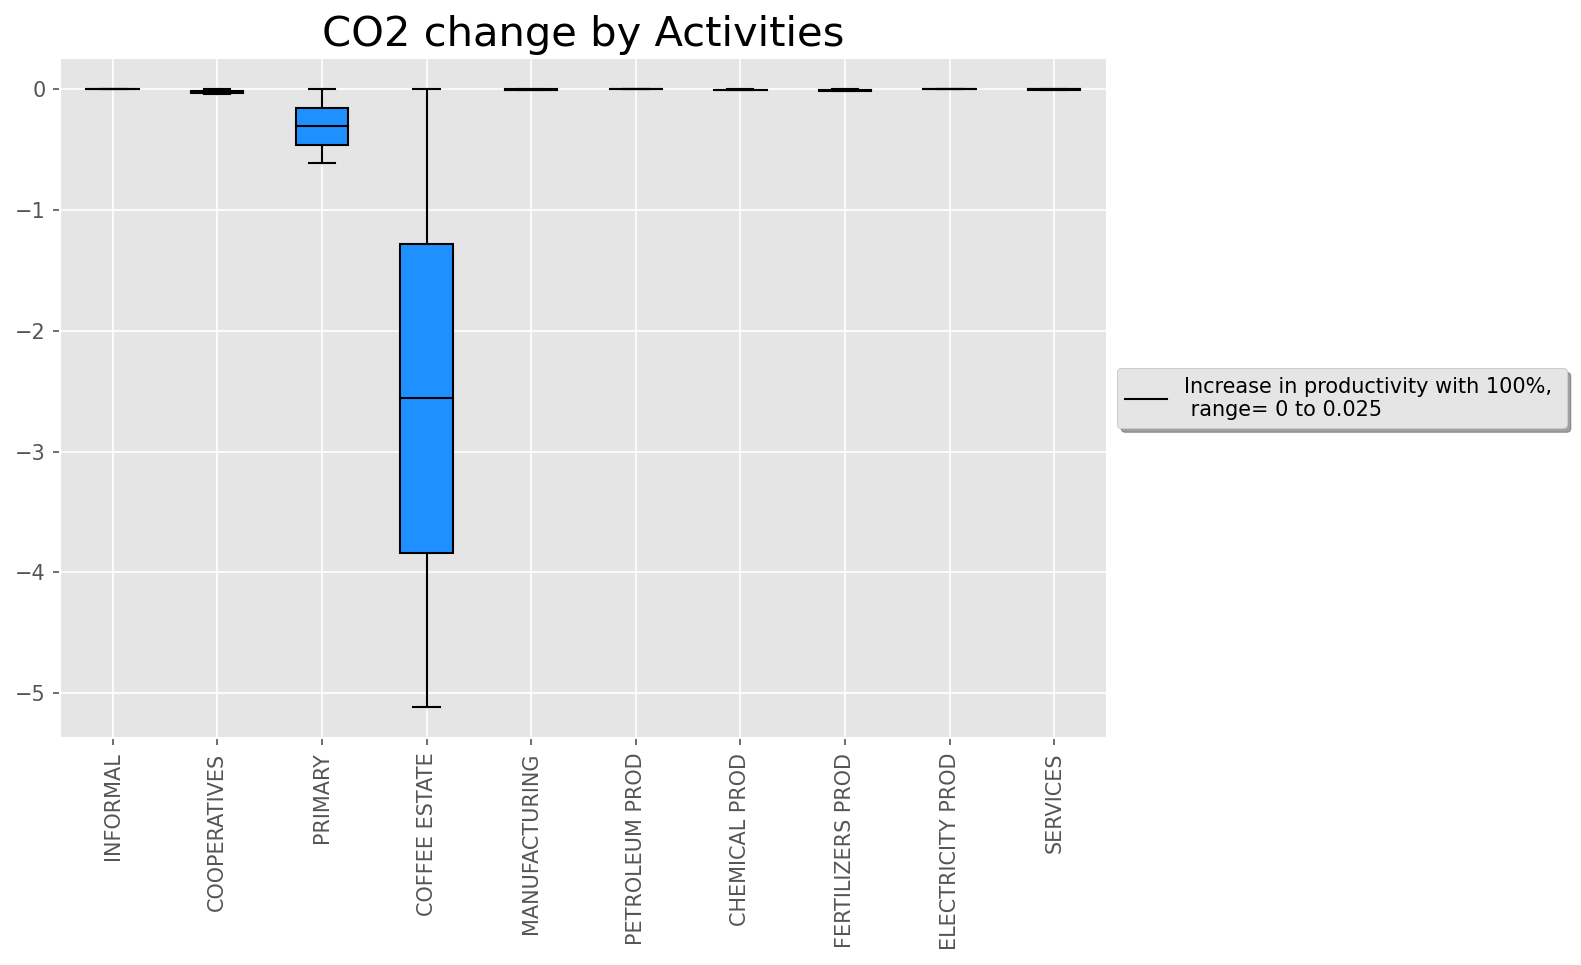 CO2 change by Activities
0
−1
−2
−3
−4
−5
INFORMAL
COOPERATIVES
PRIMARY
COFFEE ESTATE
MANUFACTURING
PETROLEUM PROD
CHEMICAL PROD
FERTILIZERS PROD
ELECTRICITY PROD
SERVICES
Increase in productivity with 100%,
range= 0 to 0.025